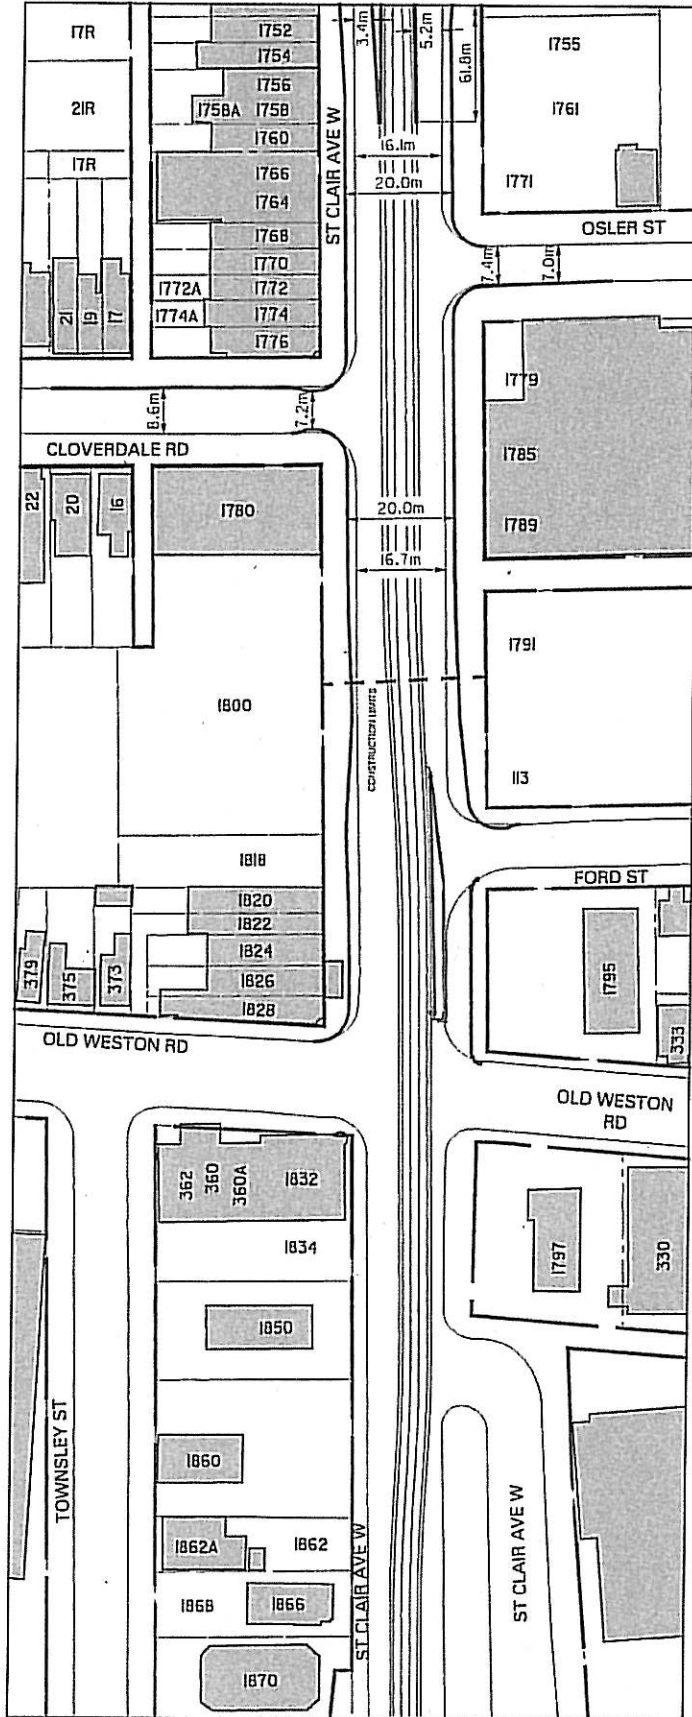 17R
21R
17R
21
19
17
1752
1754
1756
1758A 1758
1760
1766
1764
1768
1770
1772A 1772
1774A 1774
1776
ST CLAIR AVE W
3.4m
5.2m
61.8m
16.1m
20.0m
1755
1761
1771
OSLER ST
7.4m
7.0m
8.6m
7.2m
CLOVERDALE RD
22
20
16
1780
20.0m
16.7m
1779
1785
1789
1791
1800
CONSTRUCTION LIMITS
113
1818
FORD ST
1820
1822
1824
1826
1828
379
375
373
1795
333
OLD WESTON RD
OLD WESTON
RD
362
360
360A
1832
1834
1797
330
1850
TOWNSLEY ST
1860
1862A
1862
1868
1866
1870
ST CLAIR AVE W
ST CLAIR AVE W